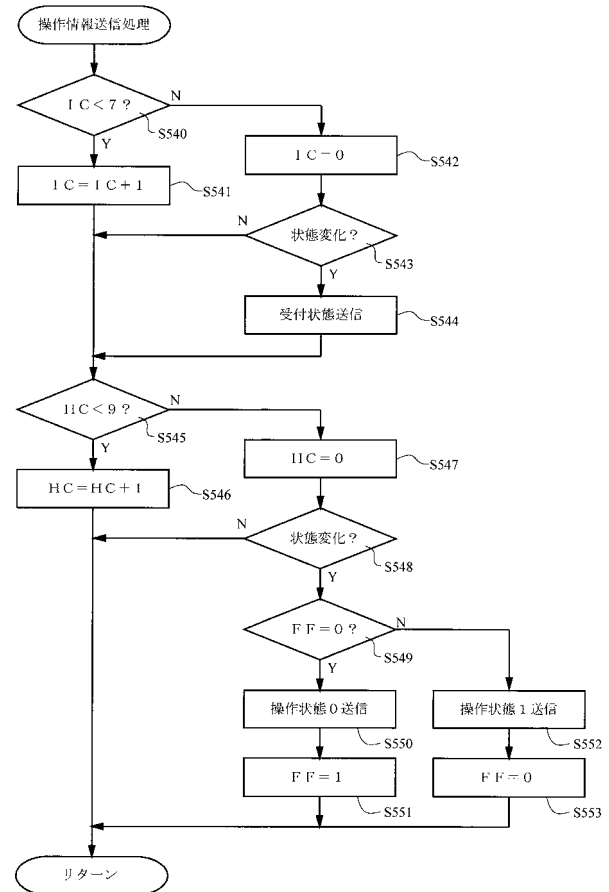 操作情報送信処理
ＩＣ＜７？
N
S540
Y
ＩＣ＝０
S542
ＩＣ＝ＩＣ＋１
S541
N
状態変化？
S543
Y
受付状態送信
S544
ＨＣ＜９？
N
S545
Y
ＨＣ＝０
S547
ＨＣ＝ＨＣ＋１
S546
N
状態変化？
S548
Y
ＦＦ＝０？
N
S549
Y
操作状態０送信
S550
操作状態１送信
S552
ＦＦ＝１
S551
ＦＦ＝０
S553
リターン